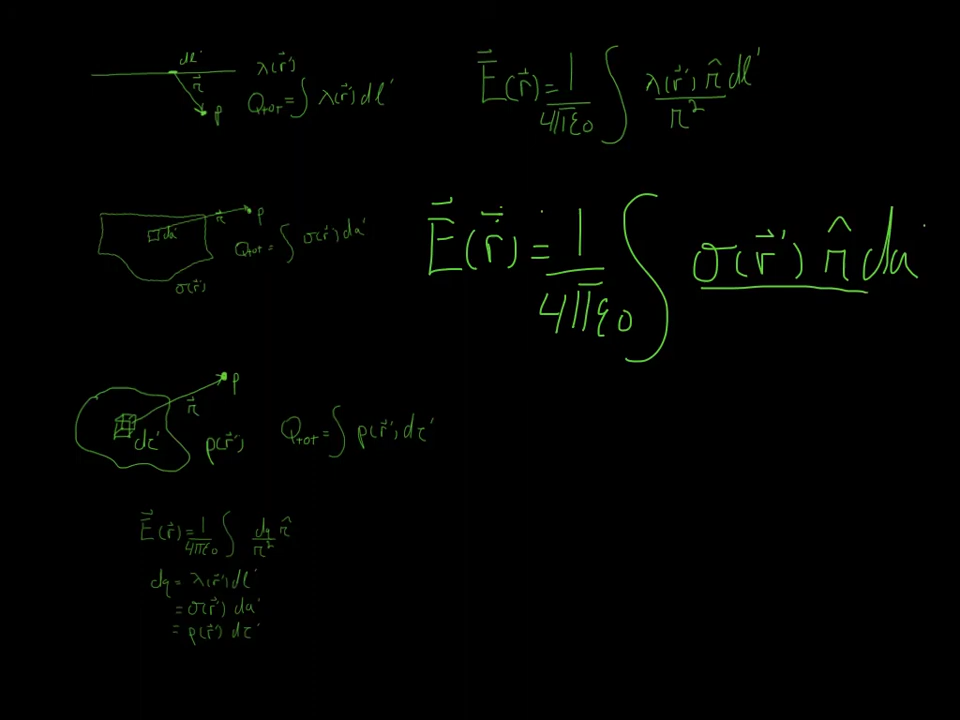 dl'
𝓇⃗
P
λ(r⃗')
Q_TOT = ∫ λ(r⃗') dl'
E⃗(r⃗) = 1/(4πε₀) ∫ λ(r⃗') 𝓇̂ dl' / 𝓇²
da'
𝓇⃗
P
Q_TOT = ∫ σ(r⃗') da'
σ(r⃗')
E⃗(r⃗) = 1/(4πε₀) ∫ σ(r⃗') 𝓇̂ da
P
𝓇⃗
dτ'
ρ(r⃗')
Q_TOT = ∫ ρ(r⃗') dτ'
E⃗(r⃗) = 1/(4πε₀) ∫ dq/𝓇² 𝓇̂
dq = λ(r⃗') dl'
= σ(r⃗') da'
= ρ(r⃗') dτ'